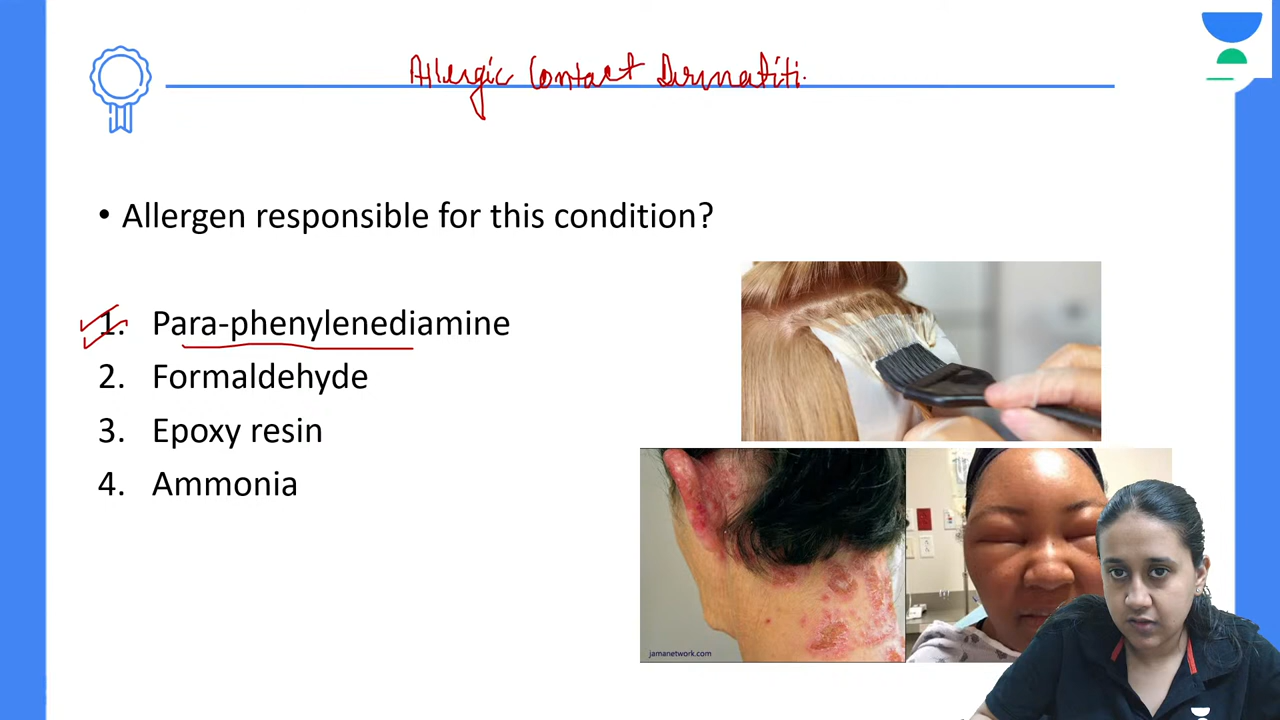 Allergic Contact Dermatiti.
• Allergen responsible for this condition?
1. Para-phenylenediamine
2. Formaldehyde
3. Epoxy resin
4. Ammonia
jamanetwork.com